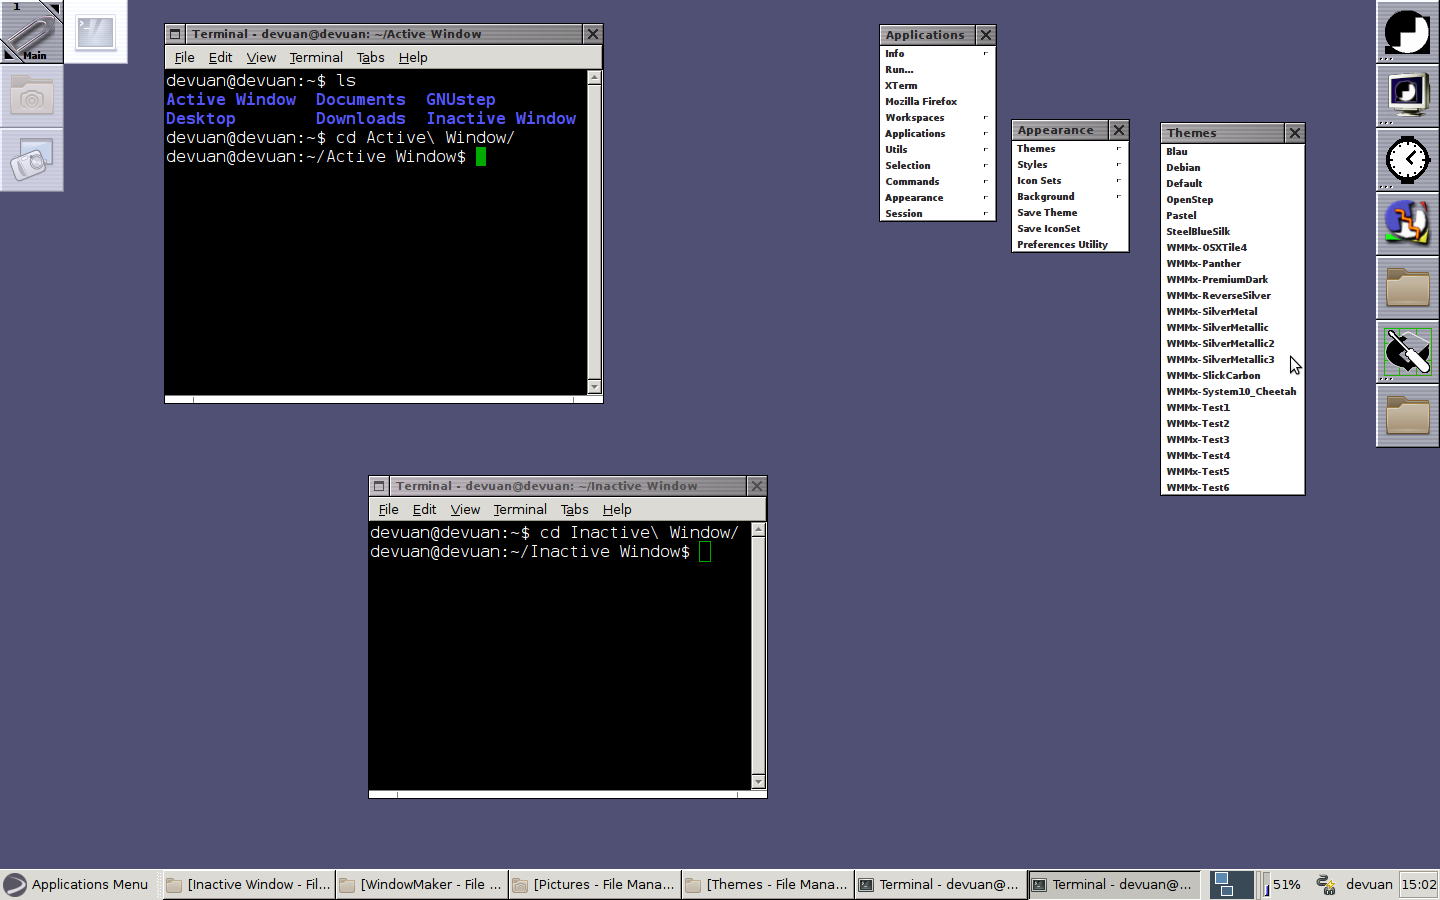 1
Main
Terminal - devuan@devuan: ~/Active Window
File Edit View Terminal Tabs Help
devuan@devuan:~$ ls
Active Window Documents GNUstep
Desktop Downloads Inactive Window
devuan@devuan:~$ cd Active\ Window/
devuan@devuan:~/Active Window$
Applications
Info
Run...
XTerm
Mozilla Firefox
Workspaces
Applications
Utils
Selection
Commands
Appearance
Session
Appearance
Themes
Styles
Icon Sets
Background
Save Theme
Save IconSet
Preferences Utility
Themes
Blau
Debian
Default
OpenStep
Pastel
SteelBlueSilk
WMMx-OSXTile4
WMMx-Panther
WMMx-PremiumDark
WMMx-ReverseSilver
WMMx-SilverMetal
WMMx-SilverMetallic
WMMx-SilverMetallic2
WMMx-SilverMetallic3
WMMx-SlickCarbon
WMMx-System10_Cheetah
WMMx-Test1
WMMx-Test2
WMMx-Test3
WMMx-Test4
WMMx-Test5
WMMx-Test6
Terminal - devuan@devuan: ~/Inactive Window
File Edit View Terminal Tabs Help
devuan@devuan:~$ cd Inactive\ Window/
devuan@devuan:~/Inactive Window$
Applications Menu [Inactive Window - Fil... [WindowMaker - File ... [Pictures - File Mana... [Themes - File Mana... Terminal - devuan@... Terminal - devuan@... 51% devuan 15:02